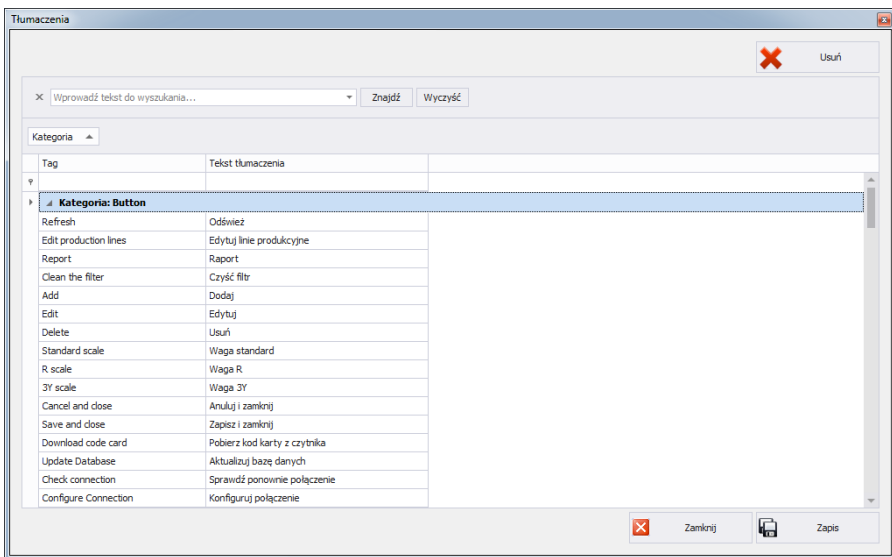 Tłumaczenia
Usuń
Wprowadź tekst do wyszukania... Znajdź Wyczyść
Kategoria
Tag Tekst tłumaczenia
Kategoria: Button
Refresh Odśwież
Edit production lines Edytuj linie produkcyjne
Report Raport
Clean the filter Czyść filtr
Add Dodaj
Edit Edytuj
Delete Usuń
Standard scale Waga standard
R scale Waga R
3Y scale Waga 3Y
Cancel and close Anuluj i zamknij
Save and close Zapisz i zamknij
Download code card Pobierz kod karty z czytnika
Update Database Aktualizuj bazę danych
Check connection Sprawdź ponownie połączenie
Configure Connection Konfiguruj połączenie
Zamknij Zapis